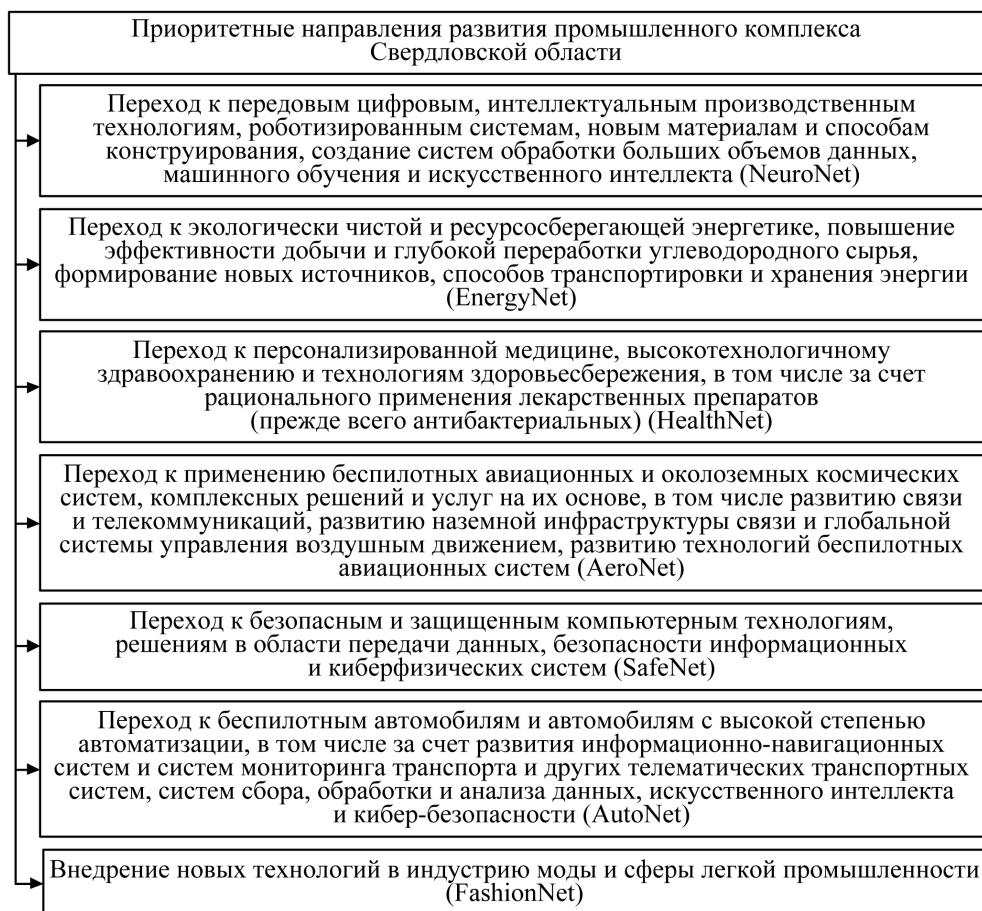 Приоритетные направления развития промышленного комплекса
Свердловской области
Переход к передовым цифровым, интеллектуальным производственным
технологиям, роботизированным системам, новым материалам и способам
конструирования, создание систем обработки больших объемов данных,
машинного обучения и искусственного интеллекта (NeuroNet)
Переход к экологически чистой и ресурсосберегающей энергетике, повышение
эффективности добычи и глубокой переработки углеводородного сырья,
формирование новых источников, способов транспортировки и хранения энергии
(EnergyNet)
Переход к персонализированной медицине, высокотехнологичному
здравоохранению и технологиям здоровьесбережения, в том числе за счет
рационального применения лекарственных препаратов
(прежде всего антибактериальных) (HealthNet)
Переход к применению беспилотных авиационных и околоземных космических
систем, комплексных решений и услуг на их основе, в том числе развитию связи
и телекоммуникаций, развитию наземной инфраструктуры связи и глобальной
системы управления воздушным движением, развитию технологий беспилотных
авиационных систем (AeroNet)
Переход к безопасным и защищенным компьютерным технологиям,
решениям в области передачи данных, безопасности информационных
и киберфизических систем (SafeNet)
Переход к беспилотным автомобилям и автомобилям с высокой степенью
автоматизации, в том числе за счет развития информационно-навигационных
систем и систем мониторинга транспорта и других телематических транспортных
систем, систем сбора, обработки и анализа данных, искусственного интеллекта
и кибер-безопасности (AutoNet)
Внедрение новых технологий в индустрию моды и сферы легкой промышленности
(FashionNet)